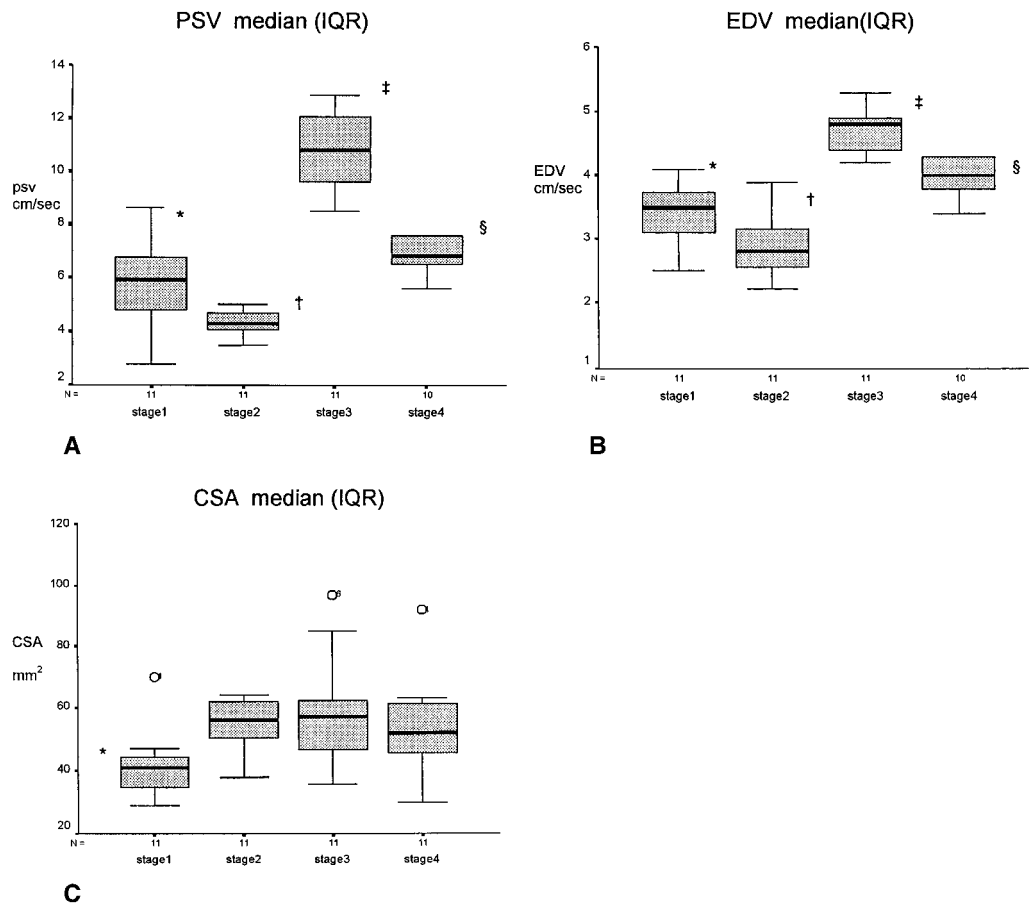 PSV median (IQR)
14
12
10
8
6
4
2
psv
cm/sec
*
†
‡
§
N = 11 11 11 10
stage1 stage2 stage3 stage4
A
EDV median(IQR)
6
5
4
3
2
1
EDV
cm/sec
*
†
‡
§
N = 11 11 11 10
stage1 stage2 stage3 stage4
B
CSA median (IQR)
120
100
80
60
40
20
CSA
mm²
*
N = 11 11 11 11
stage1 stage2 stage3 stage4
C